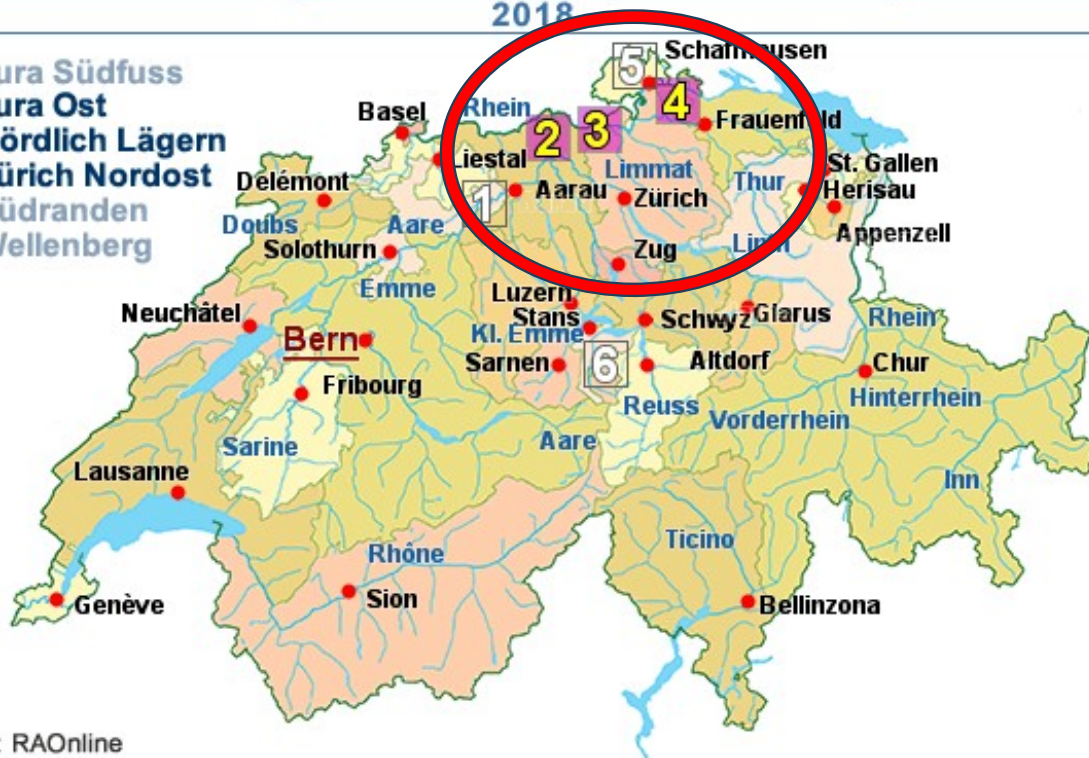 2018
ura Südfuss
ura Ost
ördlich Lägern
ürich Nordost
üdranden
Wellenberg
5
Schaffhausen
4
Basel
Rhein
2
3
Frauenfeld
Liestal
Limmat
St. Gallen
Delémont
1
Aarau
Zürich
Thur
Herisau
Doubs
Aare
Appenzell
Solothurn
Zug
Linth
Emme
Luzern
Neuchâtel
Stans
Schwyz
Glarus
Rhein
Bern
Kl. Emme
Sarnen
6
Altdorf
Chur
Fribourg
Reuss
Hinterrhein
Vorderrhein
Sarine
Aare
Lausanne
Inn
Rhône
Ticino
Genève
Sion
Bellinzona
: RAOnline